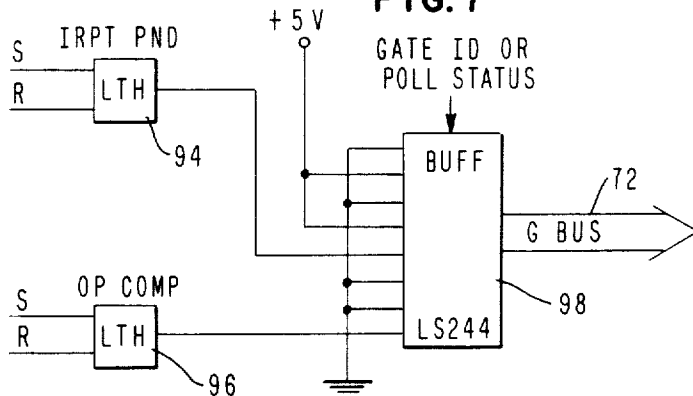 FIG. 7
+5V
IRPT PND
S
R
LTH
94
GATE ID OR
POLL STATUS
BUFF
72
G BUS
98
LS244
OP COMP
S
R
LTH
96